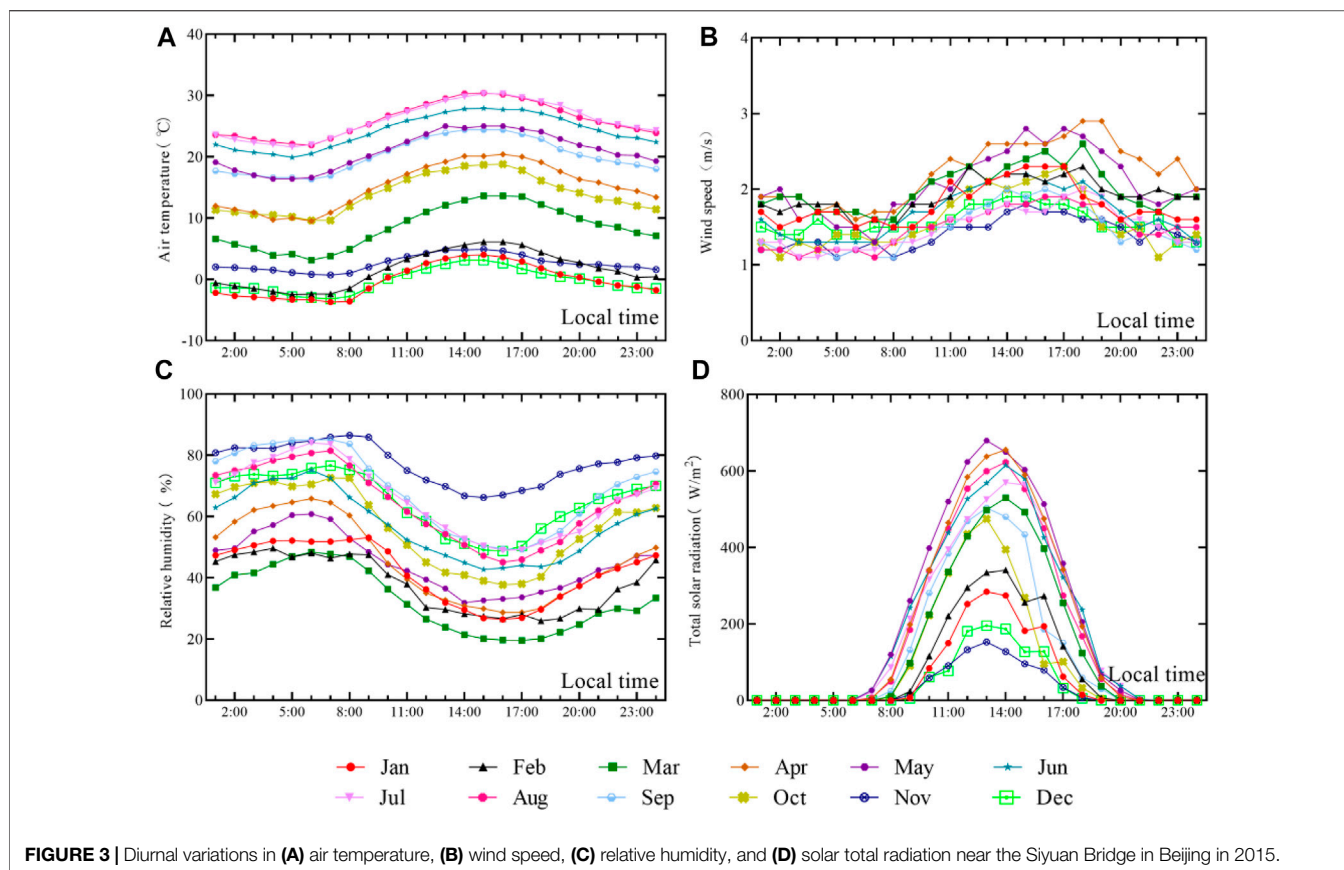 A
B
40
30
20
10
0
-10
Air temperature ( ℃)
Local time
2:00 5:00 8:00 11:00 14:00 17:00 20:00 23:00
4
3
2
1
0
Wind speed ( m/s)
Local time
2:00 5:00 8:00 11:00 14:00 17:00 20:00 23:00
C
D
100
80
60
40
20
0
Relative humidity ( %)
Local time
2:00 5:00 8:00 11:00 14:00 17:00 20:00 23:00
800
600
400
200
0
Total solar radiation( W/m²)
Local time
2:00 5:00 8:00 11:00 14:00 17:00 20:00 23:00
Jan Feb Mar Apr May Jun
Jul Aug Sep Oct Nov Dec
FIGURE 3 | Diurnal variations in (A) air temperature, (B) wind speed, (C) relative humidity, and (D) solar total radiation near the Siyuan Bridge in Beijing in 2015.